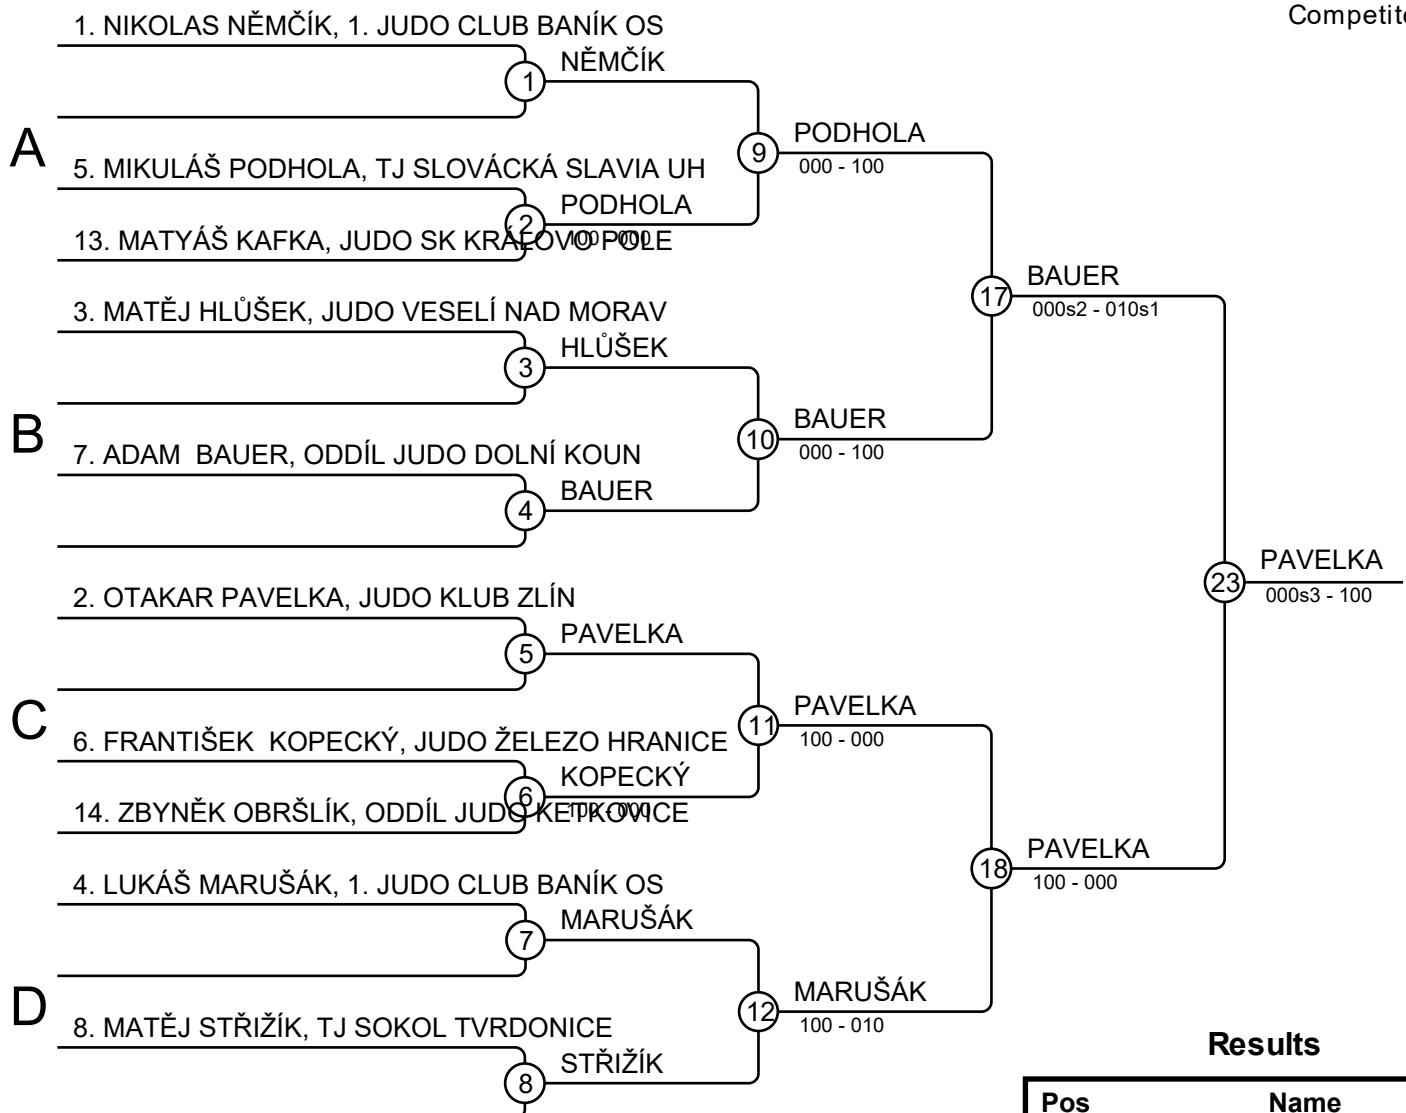 Competito
1. NIKOLAS NĚMČÍK, 1. JUDO CLUB BANÍK OS
1
NĚMČÍK
A
9
PODHOLA
000 - 100
5. MIKULÁŠ PODHOLA, TJ SLOVÁCKÁ SLAVIA UH
2
PODHOLA
100 - 000
13. MATYÁŠ KAFKA, JUDO SK KRÁLOVO POLE
17
BAUER
000s2 - 010s1
3. MATĚJ HLŮŠEK, JUDO VESELÍ NAD MORAV
3
HLŮŠEK
B
10
BAUER
000 - 100
7. ADAM  BAUER, ODDÍL JUDO DOLNÍ KOUN
4
BAUER
23
PAVELKA
000s3 - 100
2. OTAKAR PAVELKA, JUDO KLUB ZLÍN
5
PAVELKA
C
11
PAVELKA
100 - 000
6. FRANTIŠEK  KOPECKÝ, JUDO ŽELEZO HRANICE
6
KOPECKÝ
100 - 000
14. ZBYNĚK OBRŠLÍK, ODDÍL JUDO KETKOVICE
18
PAVELKA
100 - 000
4. LUKÁŠ MARUŠÁK, 1. JUDO CLUB BANÍK OS
7
MARUŠÁK
D
12
MARUŠÁK
100 - 010
8. MATĚJ STŘIŽÍK, TJ SOKOL TVRDONICE
8
STŘIŽÍK
Results
Pos Name